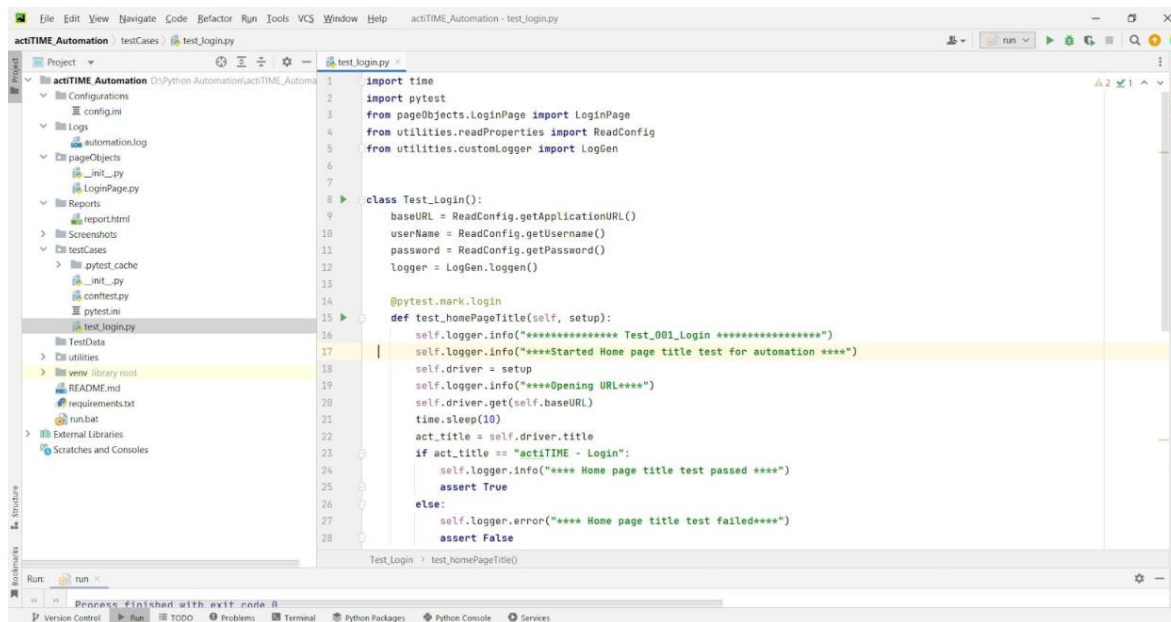 File Edit View Navigate Code Refactor Run Tools VCS Window Help actiTIME_Automation - test_login.py
actiTIME_Automation testCases test_login.py run
Project test_login.py
actiTIME_Automation D:\Python Automation\actiTIME_Automa
Configurations
config.ini
Logs
automation.log
pageObjects
__init__.py
LoginPage.py
Reports
report.html
Screenshots
testCases
.pytest_cache
__init__.py
conftest.py
pytest.ini
test_login.py
TestData
utilities
venv library root
README.md
requirements.txt
run.bat
External Libraries
Scratches and Consoles
1 import time
2 import pytest
3 from pageObjects.LoginPage import LoginPage
4 from utilities.readProperties import ReadConfig
5 from utilities.customLogger import LogGen
6
7
8 class Test_Login():
9 baseURL = ReadConfig.getApplicationURL()
10 userName = ReadConfig.getUsername()
11 password = ReadConfig.getPassword()
12 logger = LogGen.loggen()
13
14 @pytest.mark.login
15 def test_homePageTitle(self, setup):
16 self.logger.info("*************** Test_001_Login *****************")
17 self.logger.info("****Started Home page title test for automation ****")
18 self.driver = setup
19 self.logger.info("****Opening URL****")
20 self.driver.get(self.baseURL)
21 time.sleep(10)
22 act_title = self.driver.title
23 if act_title == "actiTIME - Login":
24 self.logger.info("**** Home page title test passed ****")
25 assert True
26 else:
27 self.logger.error("**** Home page title test failed****")
28 assert False
2 1
Test_Login test_homePageTitle()
Project
Structure
Bookmarks
Run: run
Process finished with exit code 0
Version Control Run TODO Problems Terminal Python Packages Python Console Services